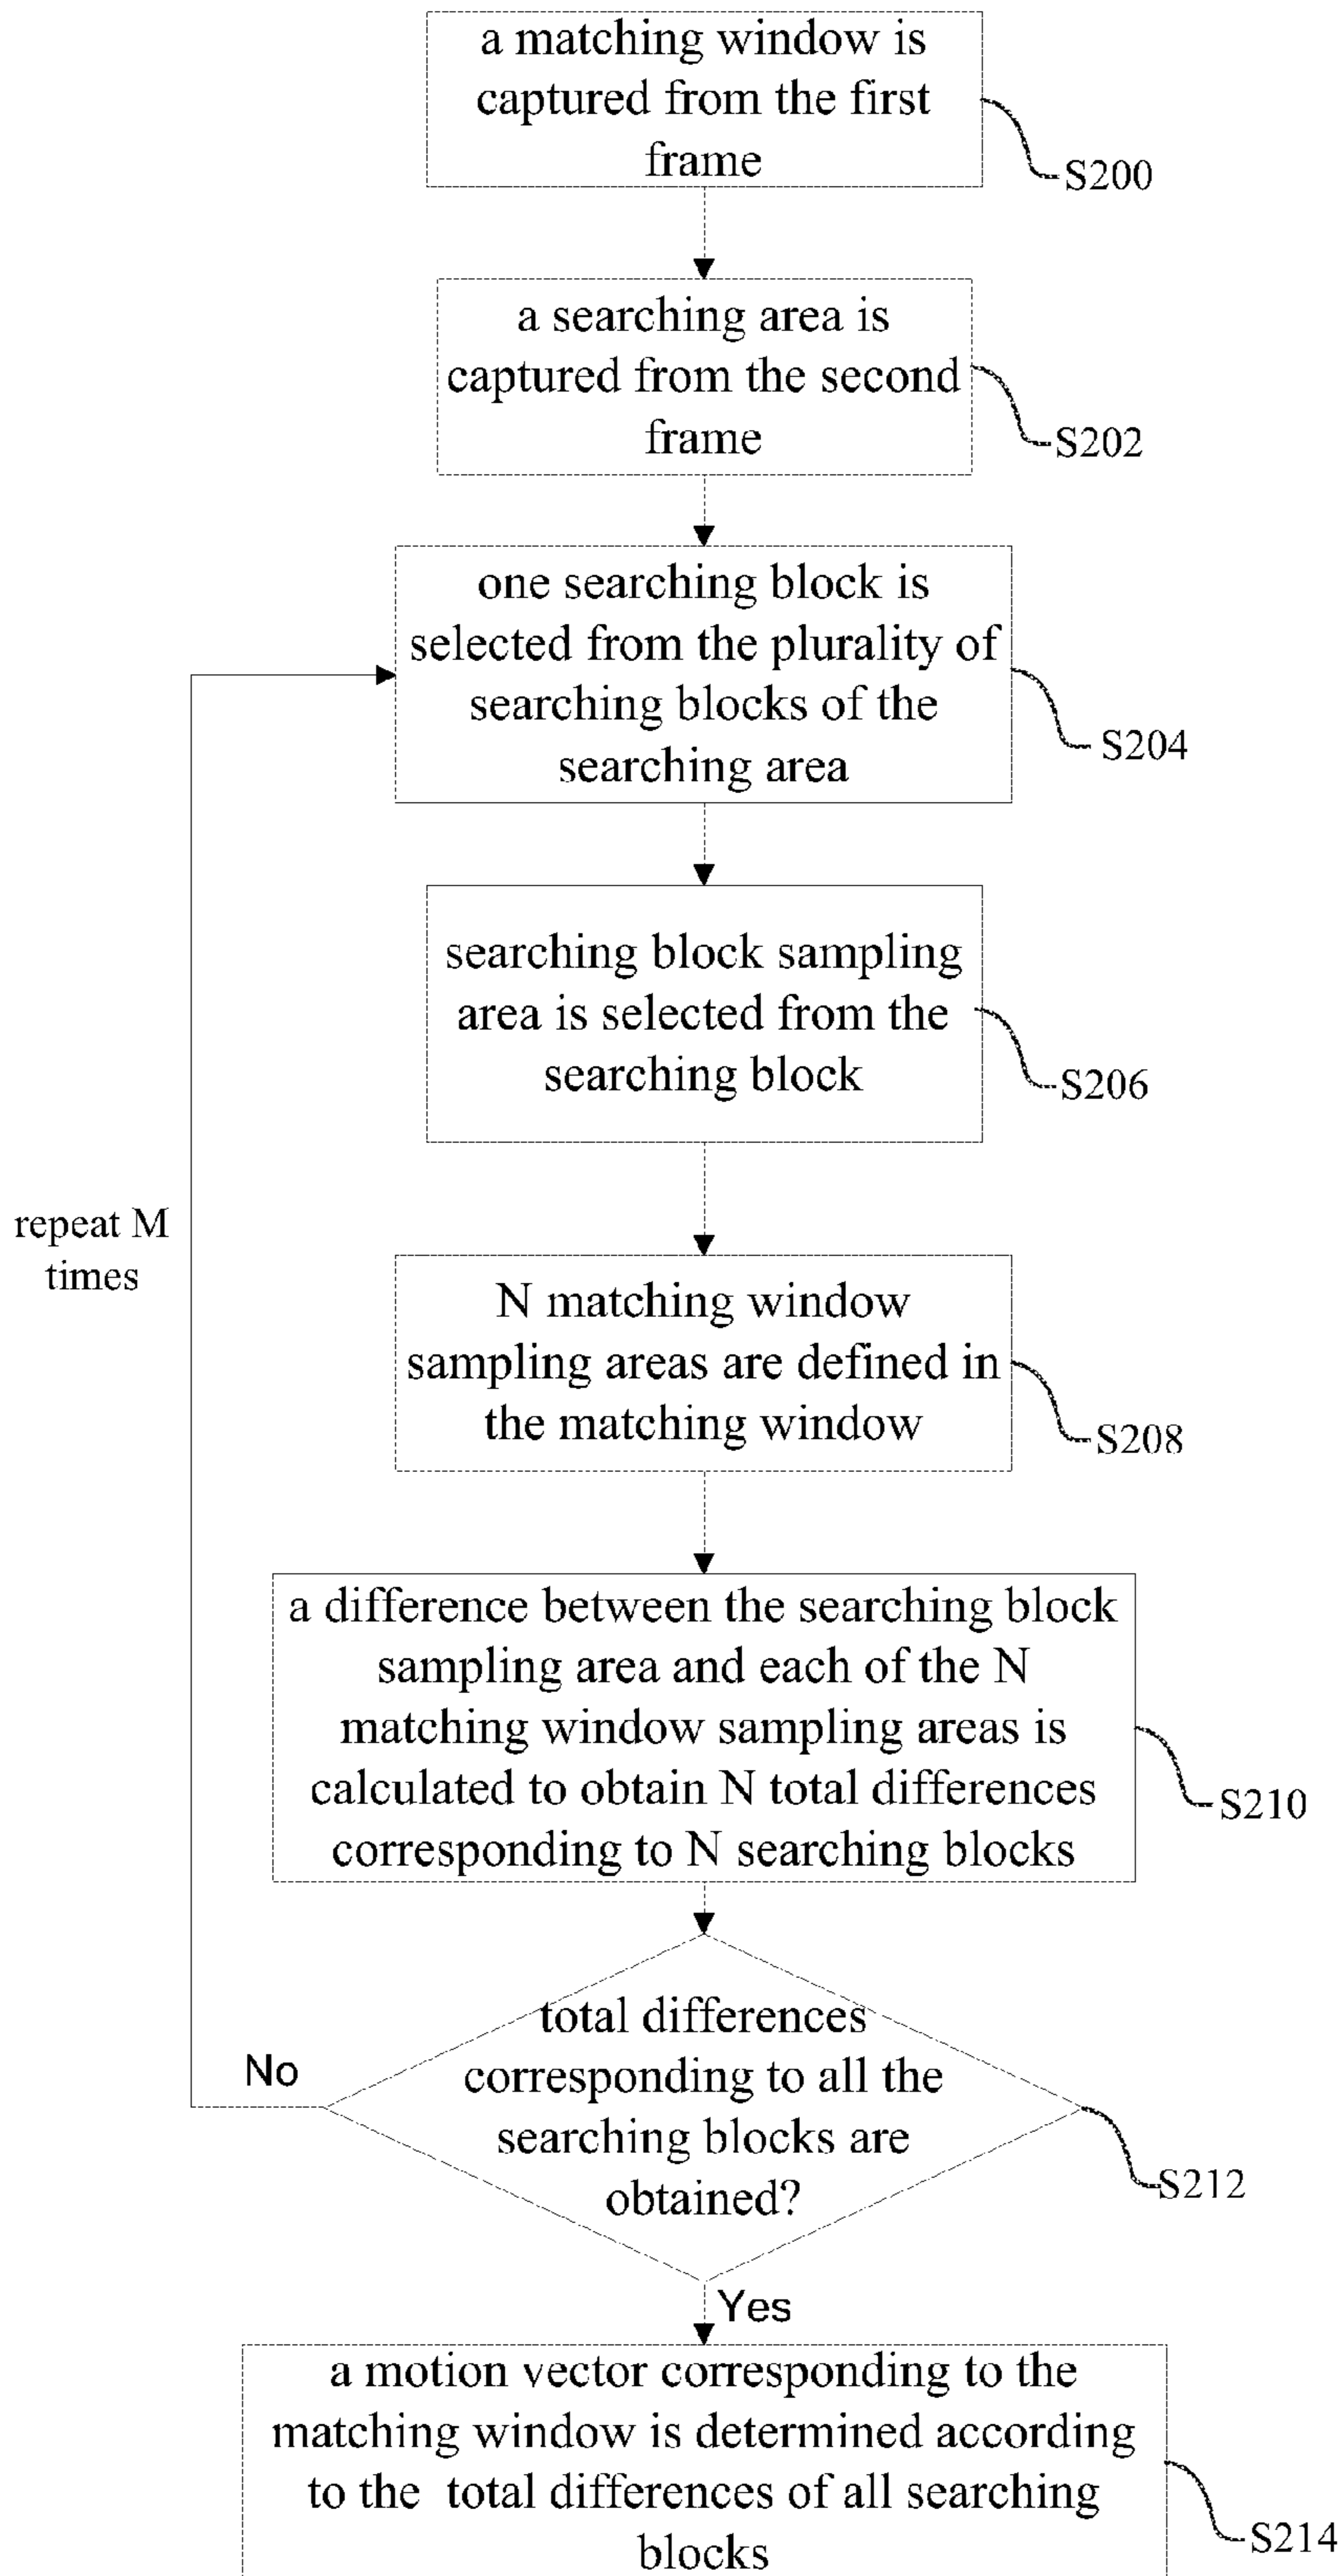 a matching window is
captured from the first
frame
S200
a searching area is
captured from the second
frame
S202
one searching block is
selected from the plurality of
searching blocks of the
searching area
S204
searching block sampling
area is selected from the
searching block
S206
repeat M
times
N matching window
sampling areas are defined in
the matching window
S208
a difference between the searching block
sampling area and each of the N
matching window sampling areas is
calculated to obtain N total differences
corresponding to N searching blocks
S210
total differences
corresponding to all the
searching blocks are
obtained?
No
S212
Yes
a motion vector corresponding to the
matching window is determined according
to the total differences of all searching
blocks
S214